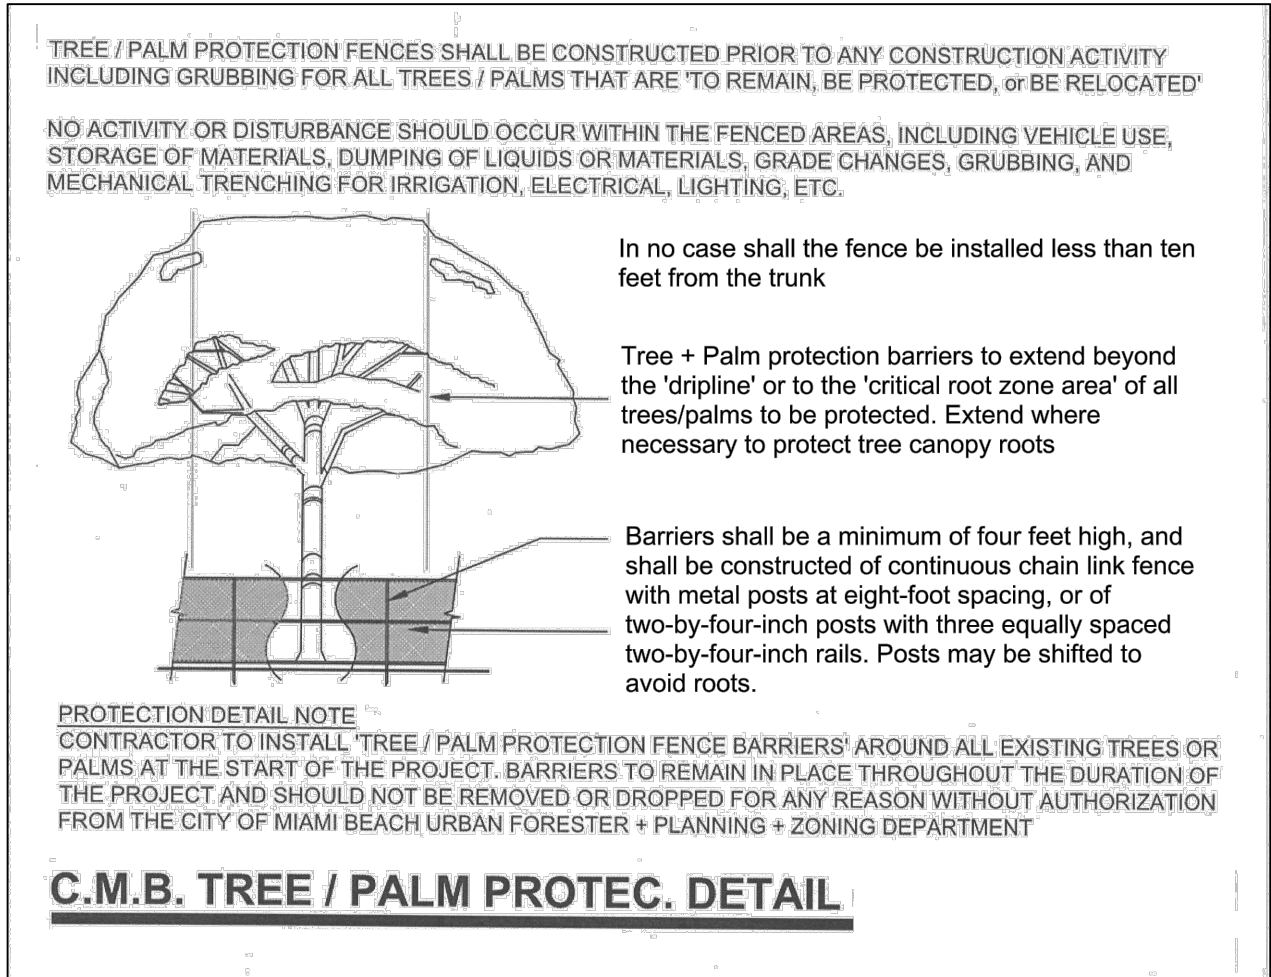 TREE / PALM PROTECTION FENCES SHALL BE CONSTRUCTED PRIOR TO ANY CONSTRUCTION ACTIVITY
INCLUDING GRUBBING FOR ALL TREES / PALMS THAT ARE 'TO REMAIN, BE PROTECTED, or BE RELOCATED'
NO ACTIVITY OR DISTURBANCE SHOULD OCCUR WITHIN THE FENCED AREAS, INCLUDING VEHICLE USE,
STORAGE OF MATERIALS, DUMPING OF LIQUIDS OR MATERIALS, GRADE CHANGES, GRUBBING, AND
MECHANICAL TRENCHING FOR IRRIGATION, ELECTRICAL, LIGHTING, ETC.
In no case shall the fence be installed less than ten
feet from the trunk
Tree + Palm protection barriers to extend beyond
the 'dripline' or to the 'critical root zone area' of all
trees/palms to be protected. Extend where
necessary to protect tree canopy roots
Barriers shall be a minimum of four feet high, and
shall be constructed of continuous chain link fence
with metal posts at eight-foot spacing, or of
two-by-four-inch posts with three equally spaced
two-by-four-inch rails. Posts may be shifted to
avoid roots.
PROTECTION DETAIL NOTE
CONTRACTOR TO INSTALL 'TREE / PALM PROTECTION FENCE BARRIERS' AROUND ALL EXISTING TREES OR
PALMS AT THE START OF THE PROJECT. BARRIERS TO REMAIN IN PLACE THROUGHOUT THE DURATION OF
THE PROJECT AND SHOULD NOT BE REMOVED OR DROPPED FOR ANY REASON WITHOUT AUTHORIZATION
FROM THE CITY OF MIAMI BEACH URBAN FORESTER + PLANNING + ZONING DEPARTMENT
C.M.B. TREE / PALM PROTEC. DETAIL